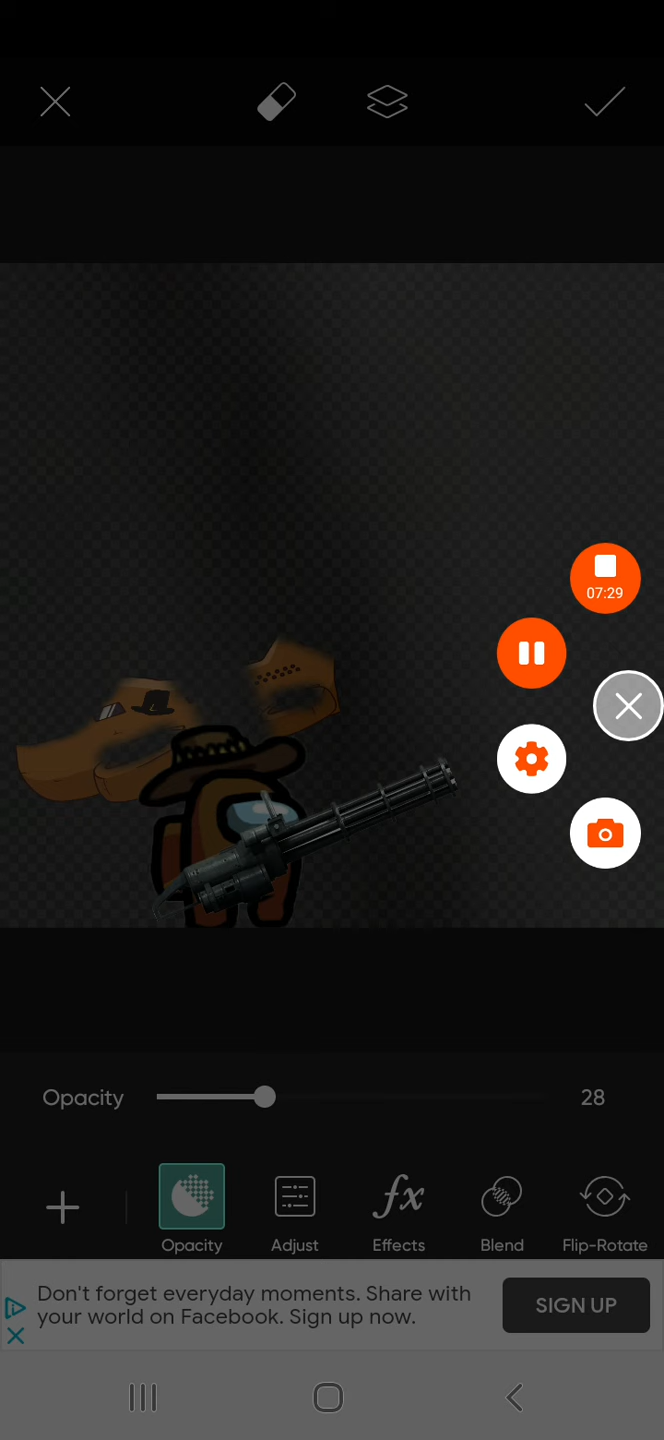 07:29
Opacity
28
Opacity
Adjust
fx
Effects
Blend
Flip-Rotate
Don't forget everyday moments. Share with
your world on Facebook. Sign up now.
SIGN UP